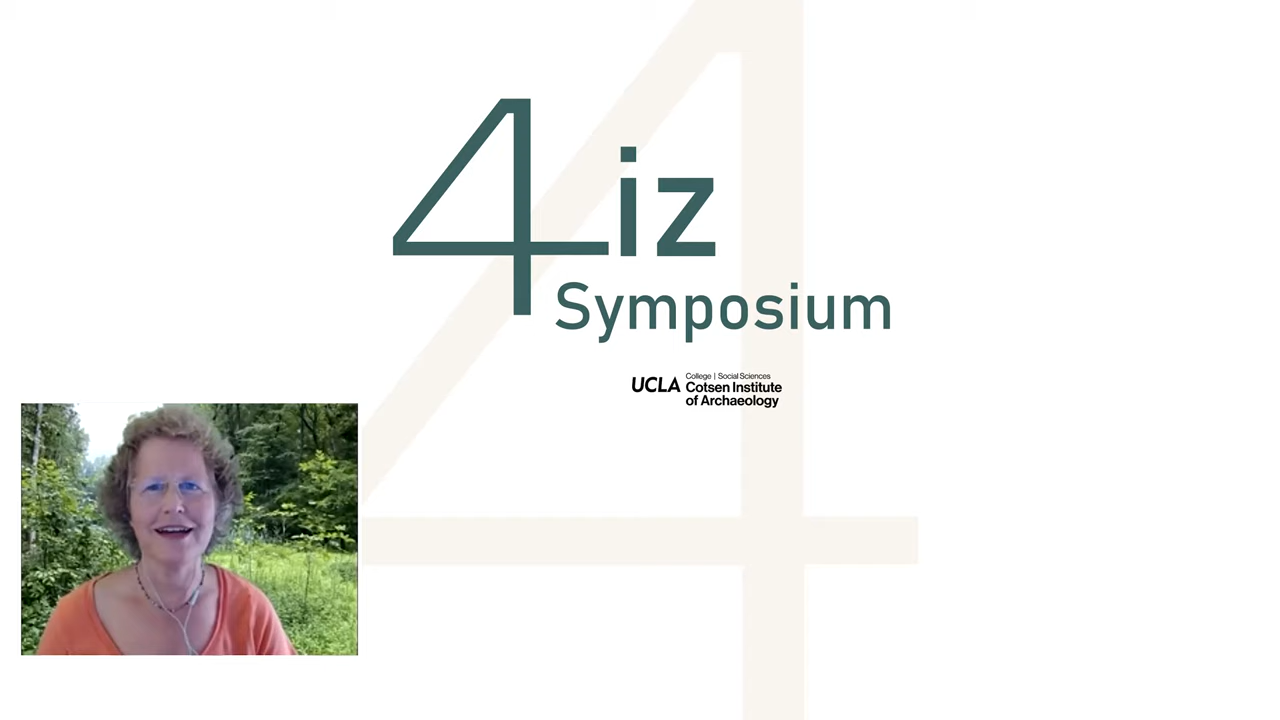 4iz
Symposium
UCLA
College | Social Sciences
Cotsen Institute
of Archaeology